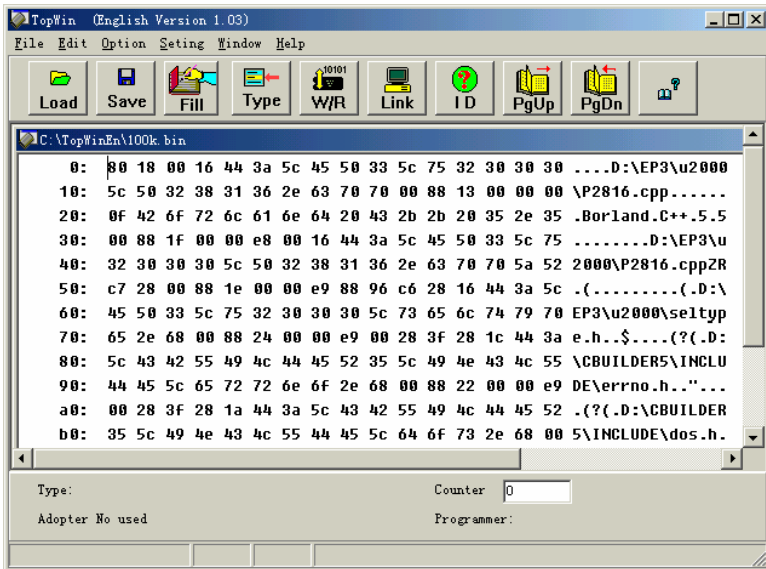 TopWin (English Version 1.03)
File Edit Option Seting Window Help
Load Save Fill Type 10101 W/R Link ? ID PgUp PgDn ?
C:\TopWinEn\100k.bin
0: 80 18 00 16 44 3a 5c 45 50 33 5c 75 32 30 30 30 ....D:\EP3\u2000
10: 5c 50 32 38 31 36 2e 63 70 70 00 88 13 00 00 00 \P2816.cpp......
20: 0f 42 6f 72 6c 61 6e 64 20 43 2b 2b 20 35 2e 35 .Borland.C++.5.5
30: 00 88 1f 00 00 e8 00 16 44 3a 5c 45 50 33 5c 75 ........D:\EP3\u
40: 32 30 30 30 5c 50 32 38 31 36 2e 63 70 70 5a 52 2000\P2816.cppZR
50: c7 28 00 88 1e 00 00 e9 88 96 c6 28 16 44 3a 5c .(.........(.D:\
60: 45 50 33 5c 75 32 30 30 30 5c 73 65 6c 74 79 70 EP3\u2000\seltyp
70: 65 2e 68 00 88 24 00 00 e9 00 28 3f 28 1c 44 3a e.h..$....(?(.D:
80: 5c 43 42 55 49 4c 44 45 52 35 5c 49 4e 43 4c 55 \CBUILDER5\INCLU
90: 44 45 5c 65 72 72 6e 6f 2e 68 00 88 22 00 00 e9 DE\errno.h.."...
a0: 00 28 3f 28 1a 44 3a 5c 43 42 55 49 4c 44 45 52 .(?(.D:\CBUILDER
b0: 35 5c 49 4e 43 4c 55 44 45 5c 64 6f 73 2e 68 00 5\INCLUDE\dos.h.
Type: Counter 0
Adopter No used Programmer: